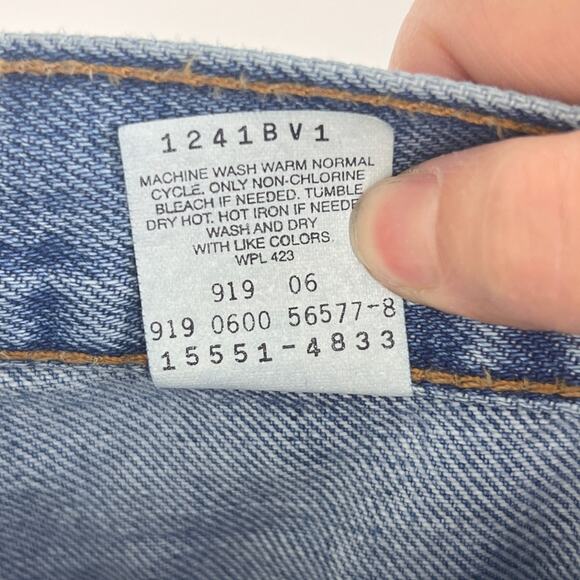 1241BV1
MACHINE WASH WARM NORMAL
CYCLE. ONLY NON-CHLORINE
BLEACH IF NEEDED. TUMBLE
DRY HOT. HOT IRON IF NEEDE
WASH AND DRY
WITH LIKE COLORS
WPL 423
919 06
919 0600 56577-8
15551-4833